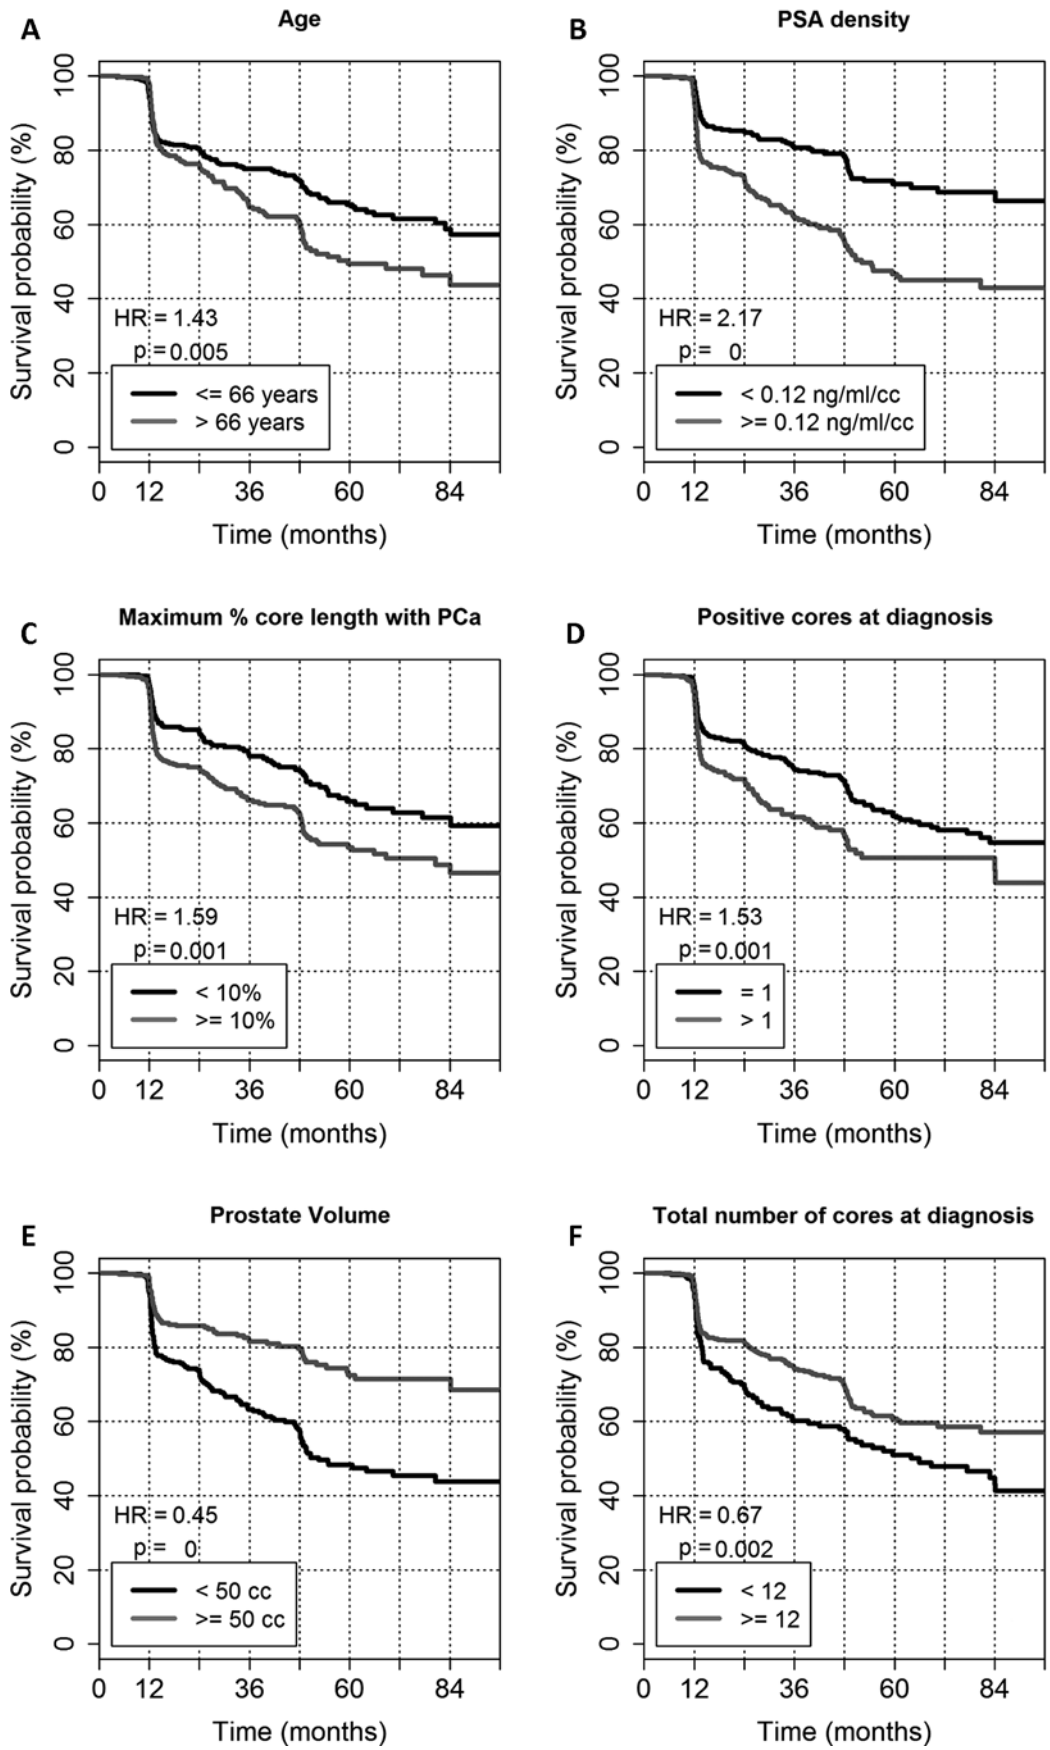 A
Age
Survival probability (%)
100
80
60
40
20
0
HR = 1.43
p = 0.005
<= 66 years
> 66 years
0 12 36 60 84
Time (months)
B
PSA density
Survival probability (%)
100
80
60
40
20
0
HR = 2.17
p = 0
< 0.12 ng/ml/cc
>= 0.12 ng/ml/cc
0 12 36 60 84
Time (months)
C
Maximum % core length with PCa
Survival probability (%)
100
80
60
40
20
0
HR = 1.59
p = 0.001
< 10%
>= 10%
0 12 36 60 84
Time (months)
D
Positive cores at diagnosis
Survival probability (%)
100
80
60
40
20
0
HR = 1.53
p = 0.001
= 1
> 1
0 12 36 60 84
Time (months)
E
Prostate Volume
Survival probability (%)
100
80
60
40
20
0
HR = 0.45
p = 0
< 50 cc
>= 50 cc
0 12 36 60 84
Time (months)
F
Total number of cores at diagnosis
Survival probability (%)
100
80
60
40
20
0
HR = 0.67
p = 0.002
< 12
>= 12
0 12 36 60 84
Time (months)